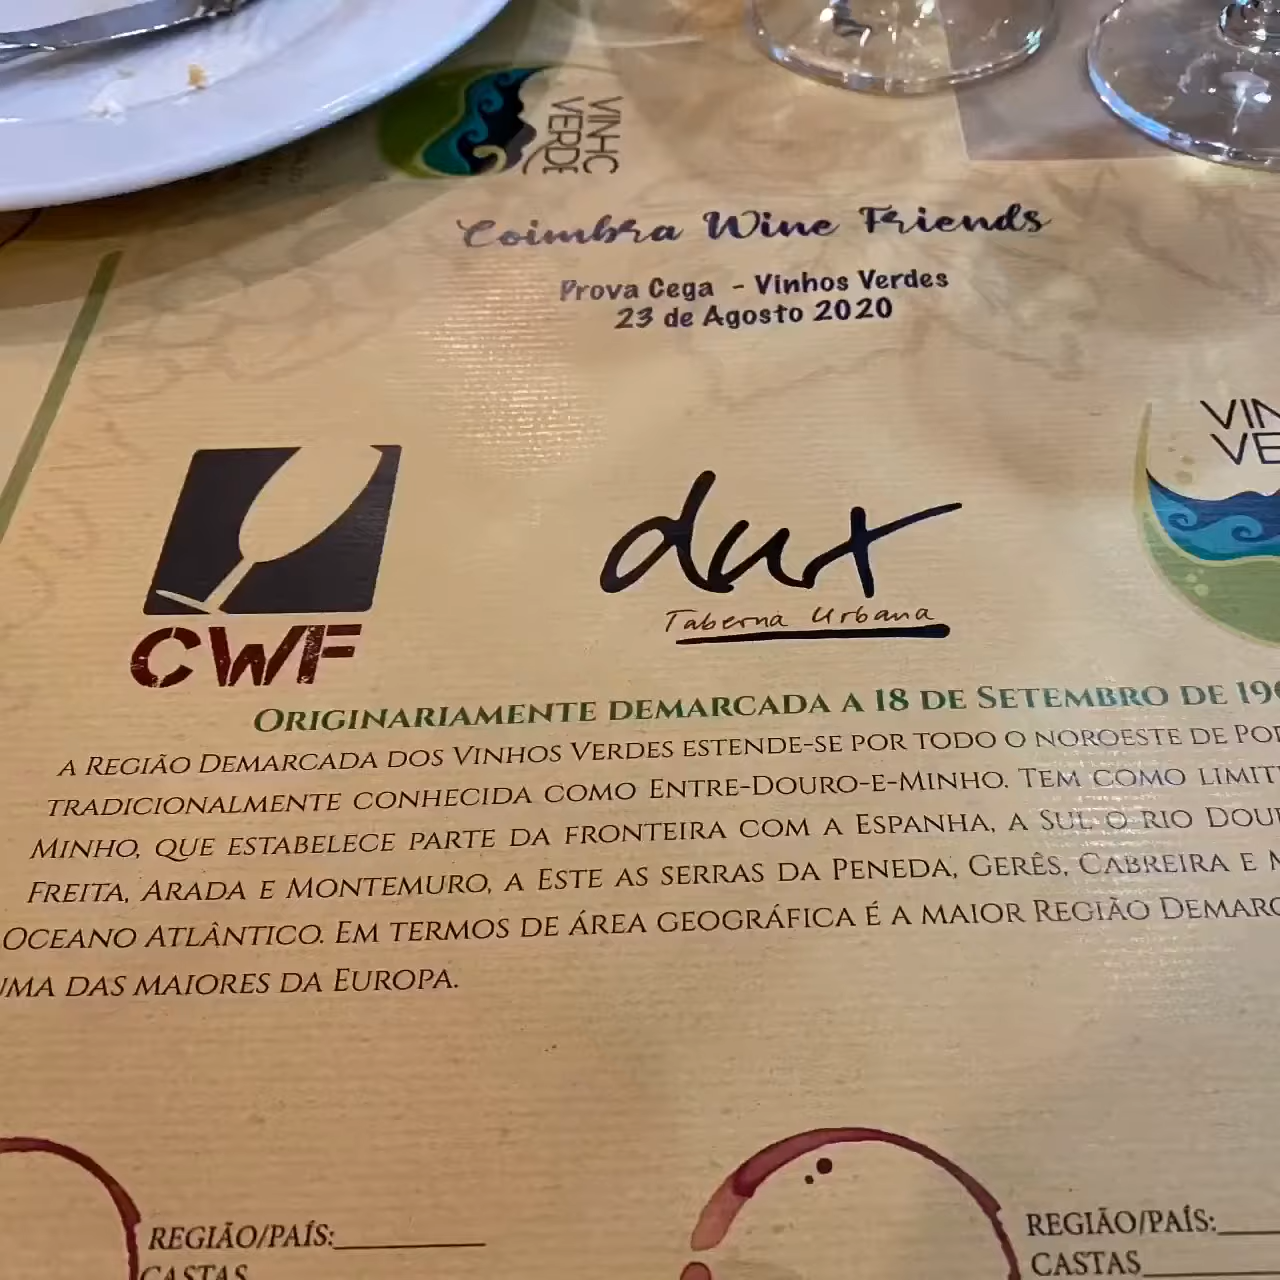 VINHO
VERDE
Coimbra Wine Friends
Prova Cega - Vinhos Verdes
23 de Agosto 2020
CWF
dux
Taberna Urbana
ORIGINARIAMENTE DEMARCADA A 18 DE SETEMBRO DE
A REGIÃO DEMARCADA DOS VINHOS VERDES ESTENDE-SE POR TODO O NOROESTE DE
TRADICIONALMENTE CONHECIDA COMO ENTRE-DOURO-E-MINHO. TEM COMO
MINHO, QUE ESTABELECE PARTE DA FRONTEIRA COM A ESPANHA, A SUL O RIO
FREITA, ARADA E MONTEMURO, A ESTE AS SERRAS DA PENEDA, GERÊS, CABREIRA E
OCEANO ATLÂNTICO. EM TERMOS DE ÁREA GEOGRÁFICA É A MAIOR REGIÃO
UMA DAS MAIORES DA EUROPA.
REGIÃO/PAÍS:
CASTAS
REGIÃO/PAÍS:
CASTAS